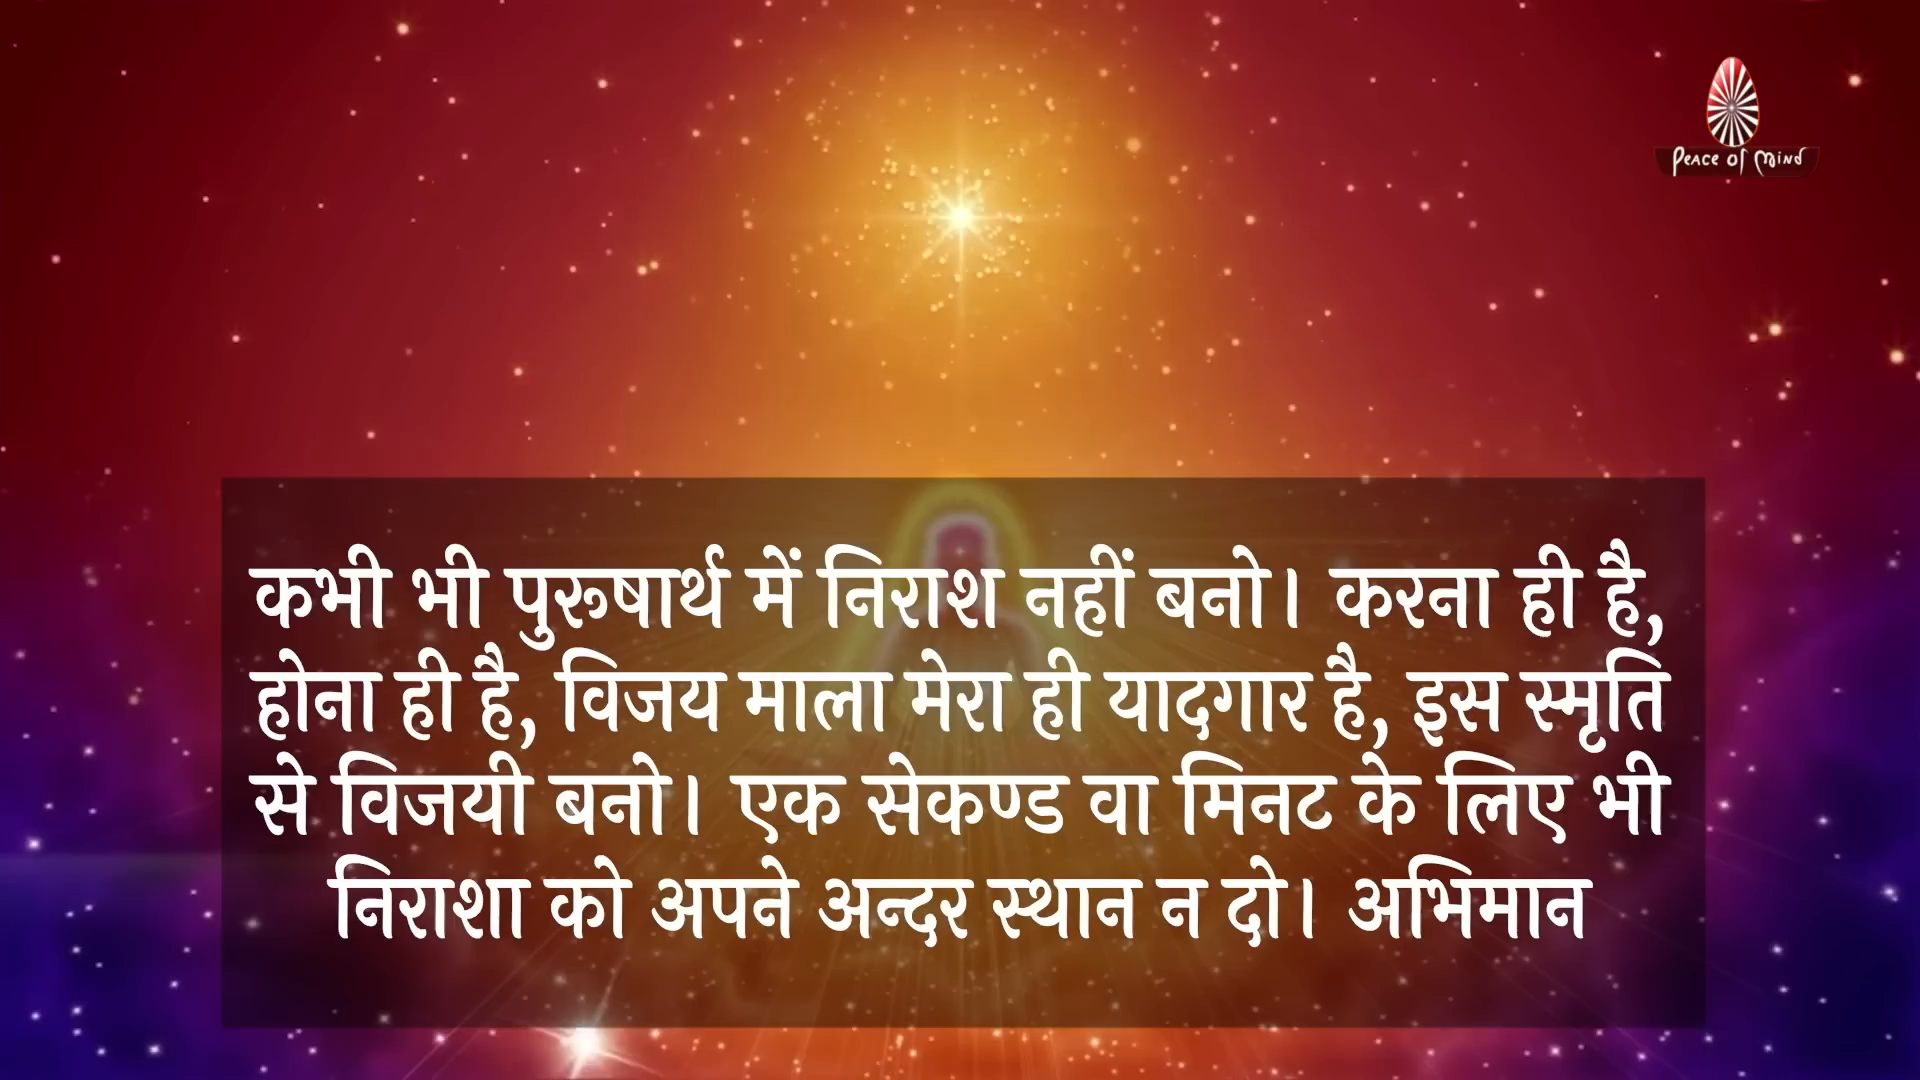 Peace of Mind
कभी भी पुरूषार्थ में निराश नहीं बनो। करना ही है,
होना ही है, विजय माला मेरा ही यादगार है, इस स्मृति
से विजयी बनो। एक सेकण्ड वा मिनट के लिए भी
निराशा को अपने अन्दर स्थान न दो। अभिमान